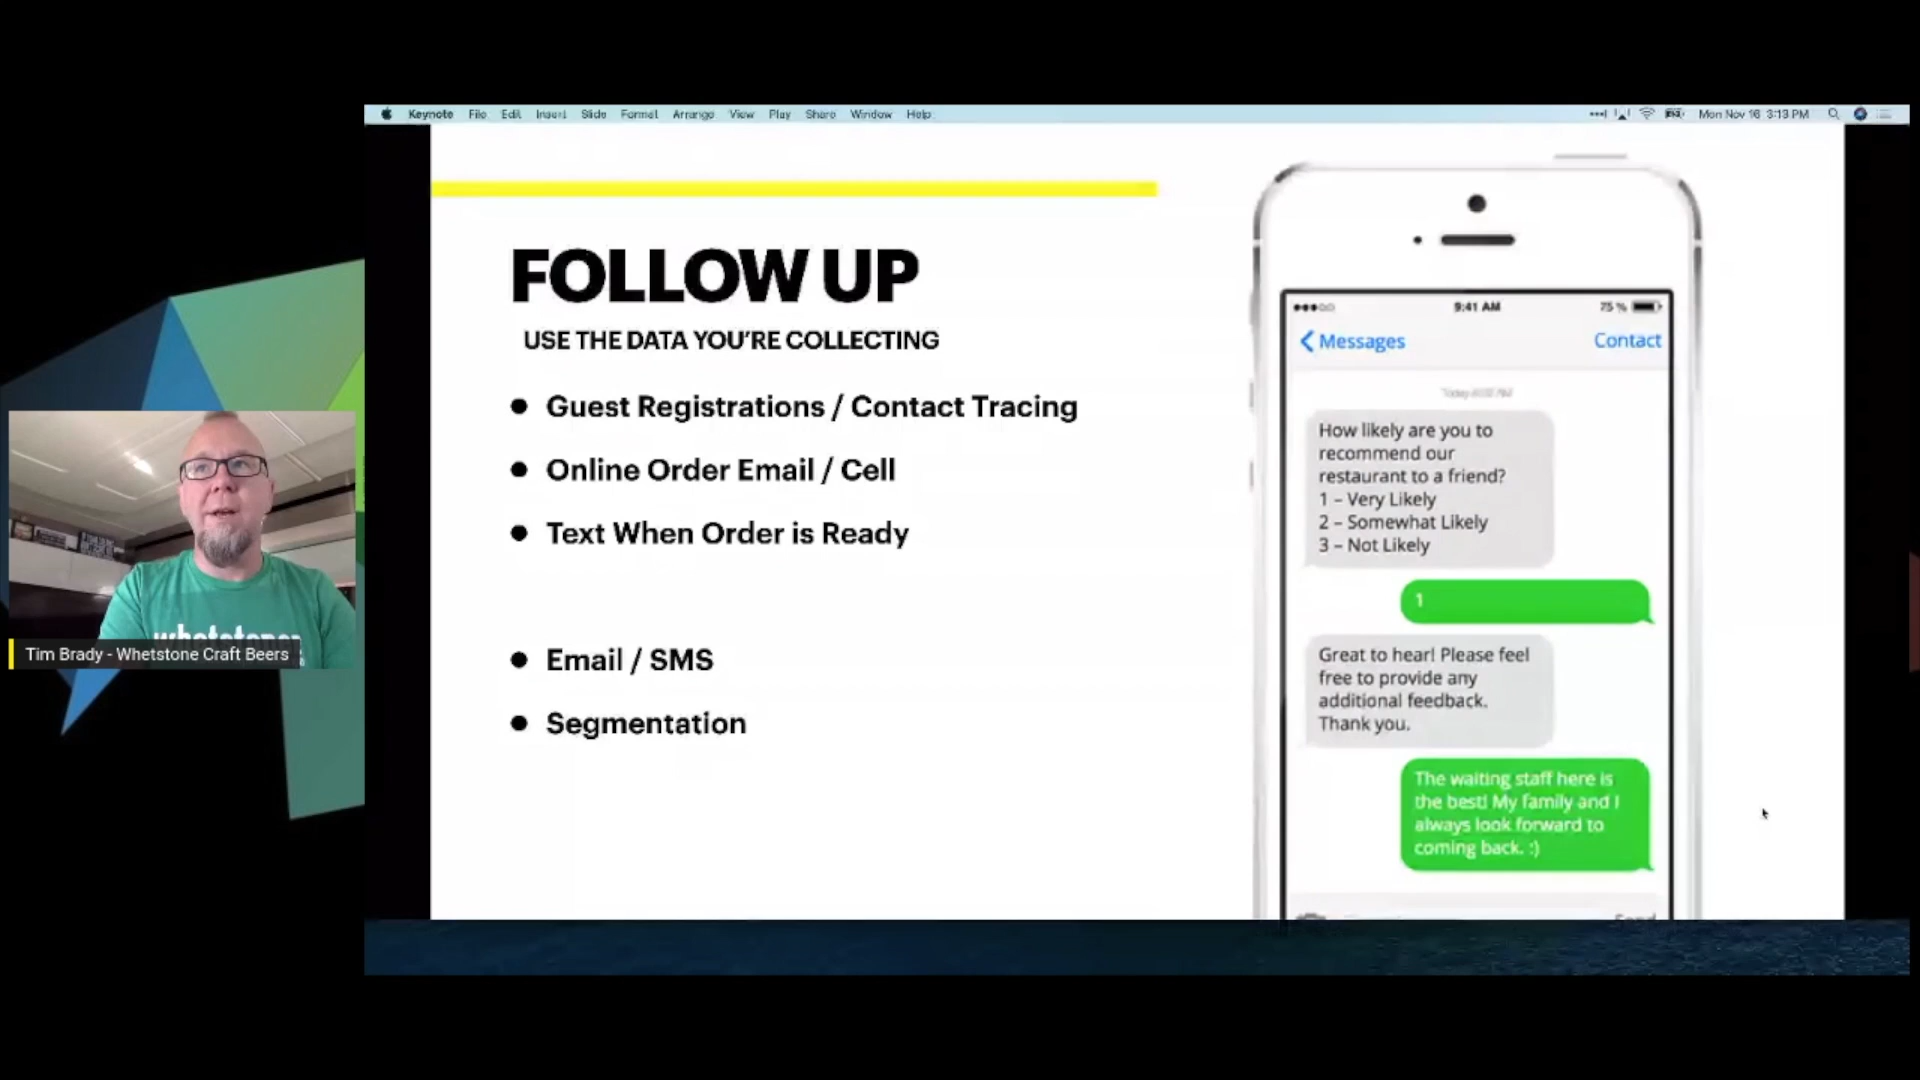 Keynote File Edit Insert Slide Format Arrange View Play Share Window Help
Mon Nov 16 3:13 PM
FOLLOW UP
USE THE DATA YOU'RE COLLECTING
• Guest Registrations / Contact Tracing
• Online Order Email / Cell
• Text When Order is Ready
• Email / SMS
• Segmentation
9:41 AM
75 %
Messages
Contact
How likely are you to
recommend our
restaurant to a friend?
1 – Very Likely
2 – Somewhat Likely
3 – Not Likely
1
Great to hear! Please feel
free to provide any
additional feedback.
Thank you.
The waiting staff here is
the best! My family and I
always look forward to
coming back. :)
Send
whetstone
Tim Brady - Whetstone Craft Beers